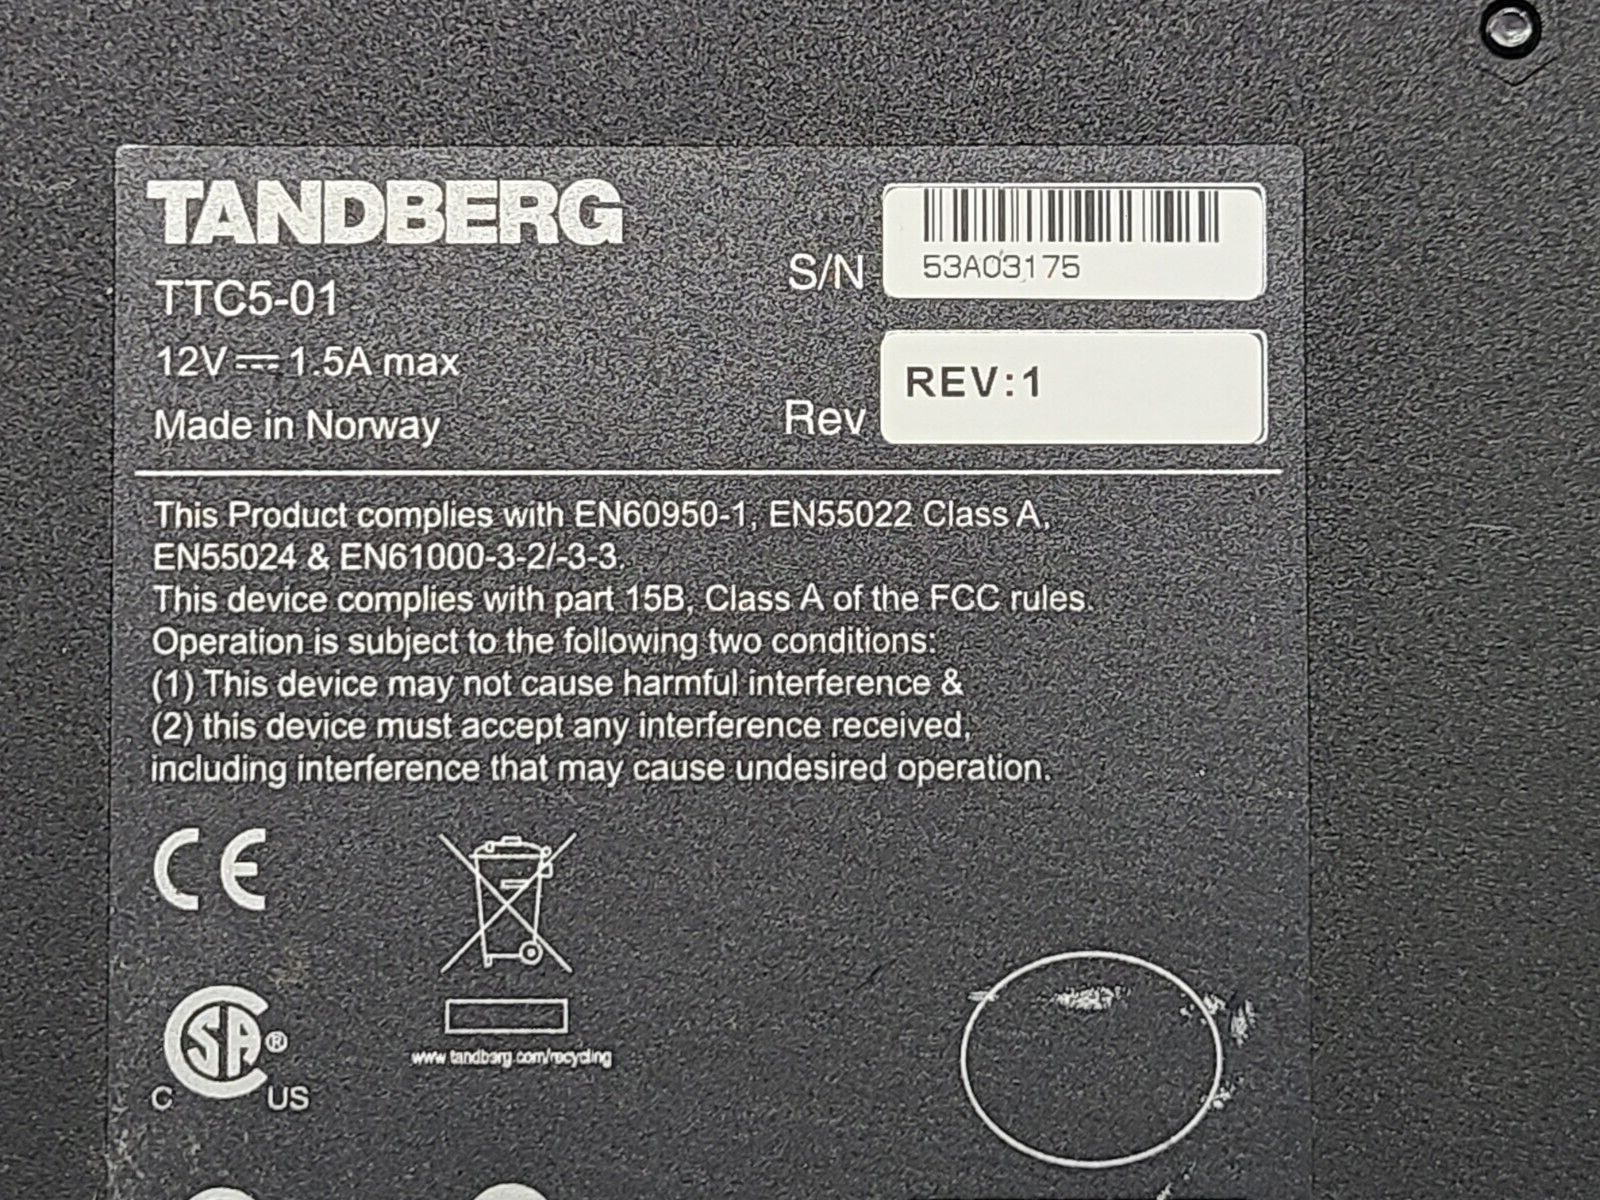 TANDBERG
TTC5-01
12V⎓1.5A max
Made in Norway
S/N
53A03175
Rev
REV:1
This Product complies with EN60950-1, EN55022 Class A,
EN55024 & EN61000-3-2/-3-3.
This device complies with part 15B, Class A of the FCC rules.
Operation is subject to the following two conditions:
(1) This device may not cause harmful interference &
(2) this device must accept any interference received,
including interference that may cause undesired operation.
CE
CSA®
C US
www.tandberg.com/recycling